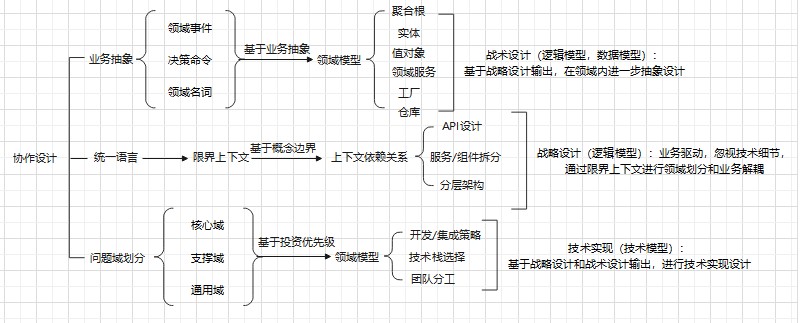 协作设计
业务抽象
领域事件
决策命令
领域名词
基于业务抽象
领域模型
聚合根
实体
值对象
领域服务
工厂
仓库
战术设计（逻辑模型，数据模型）：
基于战略设计输出，在领域内进一步抽象设计
统一语言
限界上下文
基于概念边界
上下文依赖关系
API设计
服务/组件拆分
分层架构
战略设计（逻辑模型）：业务驱动，忽视技术细节，
通过限界上下文进行领域划分和业务解耦
问题域划分
核心域
支撑域
通用域
基于投资优先级
领域模型
开发/集成策略
技术栈选择
团队分工
技术实现（技术模型）：
基于战略设计和战术设计输出，进行技术实现设计